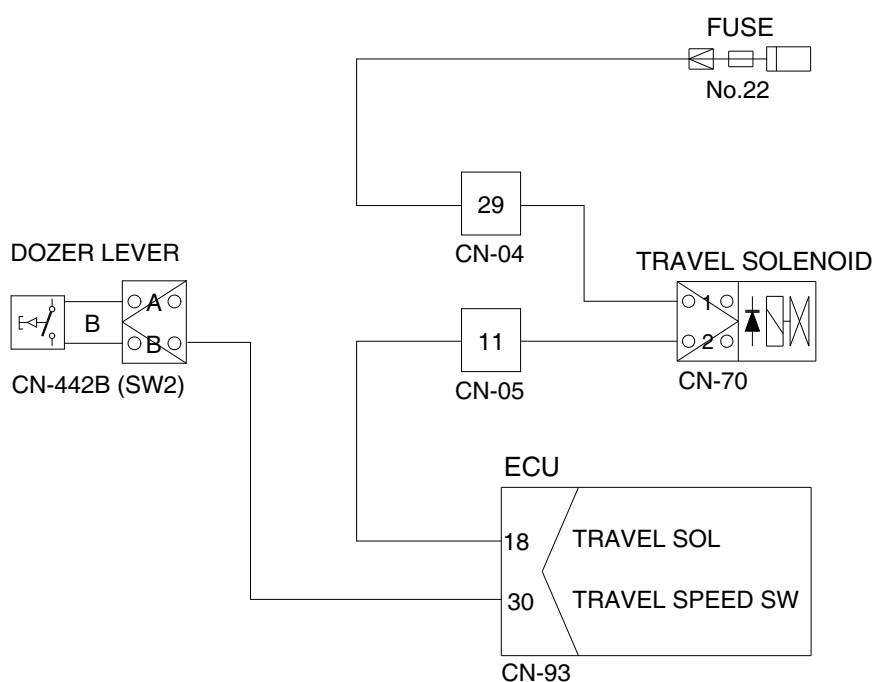 FUSE
No.22
29
CN-04
DOZER LEVER
TRAVEL SOLENOID
A
1
B
11
B
2
CN-442B (SW2)
CN-05
CN-70
ECU
18
TRAVEL SOL
30
TRAVEL SPEED SW
CN-93